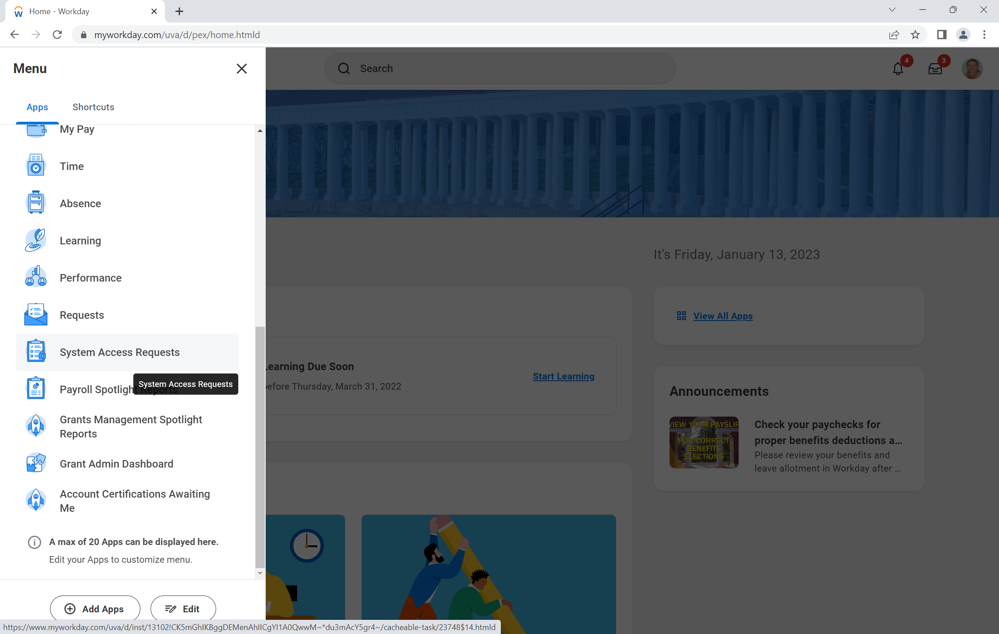 Home - Workday
myworkday.com/uva/d/pex/home.htmld
Menu
Search
4
3
Apps
Shortcuts
My Pay
Time
Absence
Learning
Performance
Requests
System Access Requests
System Access Requests
Payroll Spotlight Reports
Grants Management Spotlight
Reports
Grant Admin Dashboard
Account Certifications Awaiting
Me
A max of 20 Apps can be displayed here.
Edit your Apps to customize menu.
Add Apps
Edit
It's Friday, January 13, 2023
View All Apps
Learning Due Soon
before Thursday, March 31, 2022
Start Learning
Announcements
VIEW YOUR PAYSLIP
FOR CORRECT
BENEFITS
ELECTIONS
Check your paychecks for
proper benefits deductions a...
Please review your benefits and
leave allotment in Workday after ...
https://www.myworkday.com/uva/d/inst/13102!CK5mGhIKBggDEMenAhIICgYI1A0QwwM~*du3mAcY5gr4~/cacheable-task/23748$14.htmld